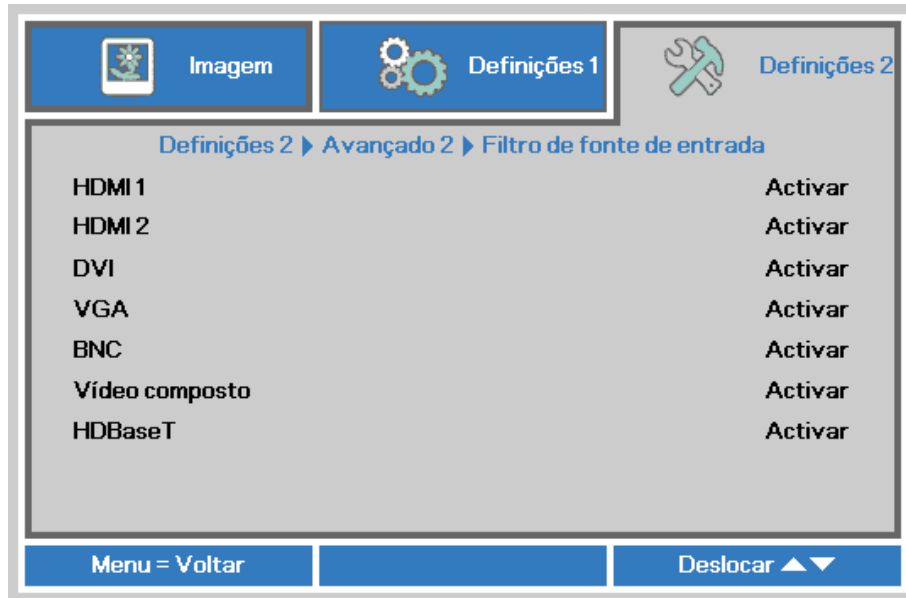 Imagem Definições 1 Definições 2
Definições 2 ▶ Avançado 2 ▶ Filtro de fonte de entrada
HDMI 1 Activar
HDMI 2 Activar
DVI Activar
VGA Activar
BNC Activar
Vídeo composto Activar
HDBaseT Activar
Menu = Voltar Deslocar ▲▼